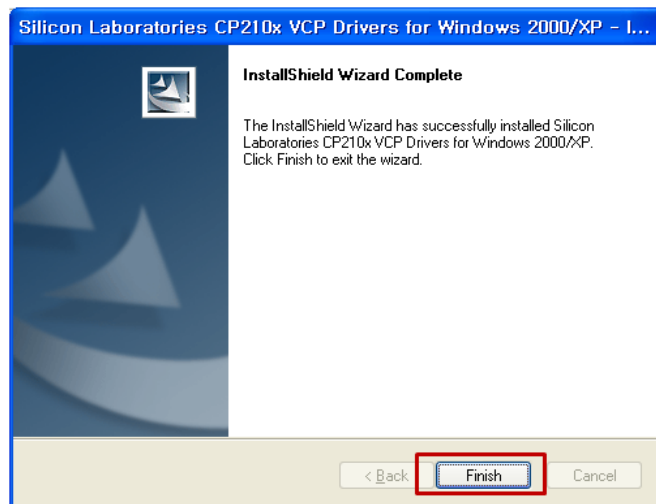 Silicon Laboratories CP210x VCP Drivers for Windows 2000/XP - I...
InstallShield Wizard Complete
The InstallShield Wizard has successfully installed Silicon
Laboratories CP210x VCP Drivers for Windows 2000/XP.
Click Finish to exit the wizard.
< Back
Finish
Cancel